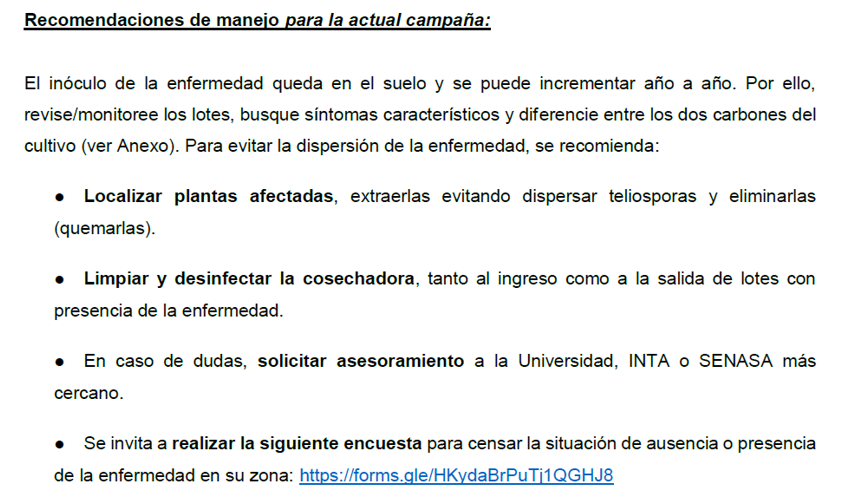 Recomendaciones de manejo para la actual campaña:
El inóculo de la enfermedad queda en el suelo y se puede incrementar año a año. Por ello,
revise/monitoree los lotes, busque síntomas característicos y diferencie entre los dos carbones del
cultivo (ver Anexo). Para evitar la dispersión de la enfermedad, se recomienda:
● Localizar plantas afectadas, extraerlas evitando dispersar teliosporas y eliminarlas
(quemarlas).
● Limpiar y desinfectar la cosechadora, tanto al ingreso como a la salida de lotes con
presencia de la enfermedad.
● En caso de dudas, solicitar asesoramiento a la Universidad, INTA o SENASA más
cercano.
● Se invita a realizar la siguiente encuesta para censar la situación de ausencia o presencia
de la enfermedad en su zona: https://forms.gle/HKydaBrPuTj1QGHJ8